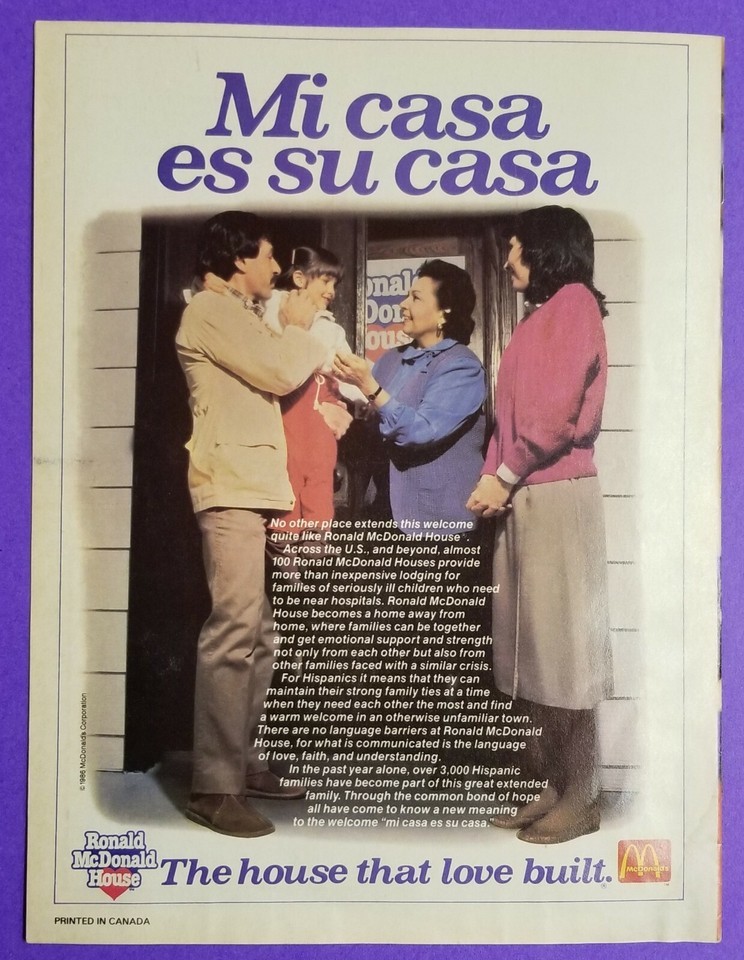 Mi casa
es su casa
onal
Don
ous
No other place extends this welcome
quite like Ronald McDonald House®.
Across the U.S., and beyond, almost
100 Ronald McDonald Houses provide
more than inexpensive lodging for
families of seriously ill children who need
to be near hospitals. Ronald McDonald
House becomes a home away from
home, where families can be together
and get emotional support and strength
not only from each other but also from
other families faced with a similar crisis.
For Hispanics it means that they can
maintain their strong family ties at a time
when they need each other the most and find
a warm welcome in an otherwise unfamiliar town.
There are no language barriers at Ronald McDonald
House, for what is communicated is the language
of love, faith, and understanding.
In the past year alone, over 3,000 Hispanic
families have become part of this great extended
family. Through the common bond of hope
all have come to know a new meaning
to the welcome “mi casa es su casa.”
© 1986 McDonald's Corporation
Ronald
McDonald
House
™
The house that love built.®
McDonald's
™
PRINTED IN CANADA